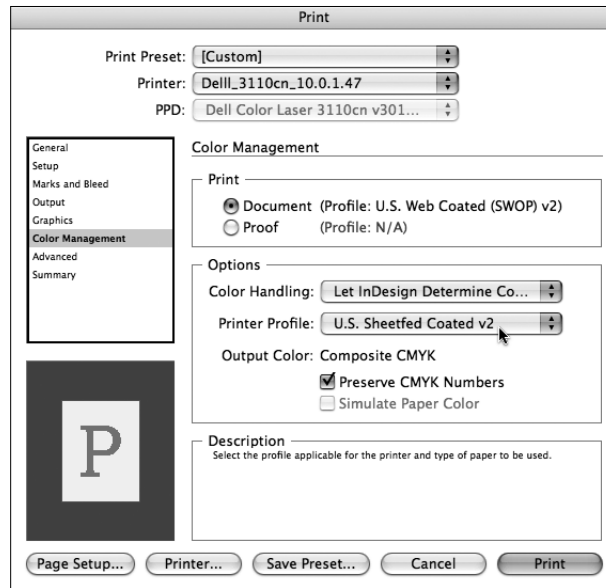 Print
Print Preset: [Custom]
Printer: Delll_3110cn_10.0.1.47
PPD: Dell Color Laser 3110cn v301...
General
Setup
Marks and Bleed
Output
Graphics
Color Management
Advanced
Summary
Color Management
Print
Document (Profile: U.S. Web Coated (SWOP) v2)
Proof (Profile: N/A)
Options
Color Handling: Let InDesign Determine Co...
Printer Profile: U.S. Sheetfed Coated v2
Output Color: Composite CMYK
Preserve CMYK Numbers
Simulate Paper Color
P
Description
Select the profile applicable for the printer and type of paper to be used.
Page Setup... Printer... Save Preset... Cancel Print